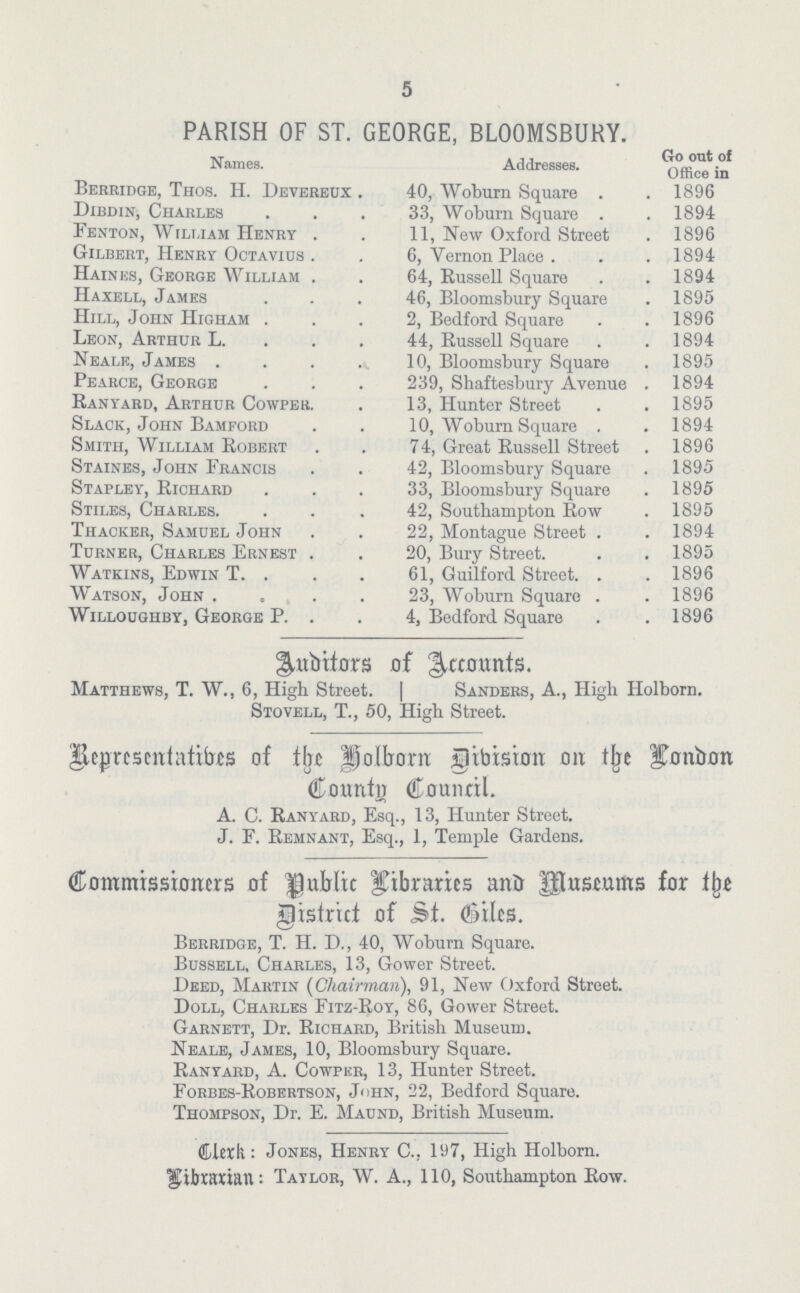 5
PARISH OF ST. GEORGE, BLOOMSBURY.
Names. Addresses. Go out of Office in
BERRIDGE, THOS. H. DEVEREUX . 40, Woburn Square . . 1896
DIBDIN, CHARLES . . . 33, Woburn Square . . 1894
FENTON, WILLIAM HENRY . . 11, New Oxford Street . 1896
GILBERT, HENRY OCTAVIUS . . 6, Vernon Place . . . 1894
HAINES, GEORGE WILLIAM . . 64, Russell Square . . 1894
HAXELL, JAMES . . . 46, Bloomsbury Square . 1895
HILL, JOHN HIGHAM . . . 2, Bedford Square . . 1896
LEON, ARTHUR L. . . . 44, Russell Square . . 1894
NEALE, JAMES . . . . 10, Bloomsbury Square . 1895
PEARCE, GEORGE . . . 239, Shaftesbury Avenue . 1894
RANYARD, ARTHUR COWPER. . 13, Hunter Street . . 1895
SLACK, JOHN BAMFORD . . 10, Woburn Square . . 1894
SMITH, WILLIAM ROBERT . . 74, Great Russell Street . 1896
STAINES, JOHN FRANCIS . . 42, Bloomsbury Square . 1895
STAPLEY, RICHARD . . . 33, Bloomsbury Square . 1895
STILES, CHARLES. . . . 42, Southampton Row . 1895
THACKER, SAMUEL JOHN . . 22, Montague Street . . 1894
TURNER, CHARLES ERNEST . . 20, Bury Street. . . 1895
WATKINS, EDWIN T. . . . 61, Guilford Street. . . 1896
WATSON, JOHN . . . . 23, Woburn Square . . 1896
WILLOUGHBY, GEORGE P. . . 4, Bedford Square . . 1896
Auditors of Accounts.
MATTHEWS, T. W., 6, High Street. | SANDERS, A., High Holborn.
STOVELL, T., 50, High Street.
Representatives of the Holborn Division on the London
County Council.
A. C. RANYARD, Esq., 13, Hunter Street.
J. F. REMNANT, Esq., 1, Temple Gardens.
Commissioners of Public Libraries and Museums for the
District of St. Giles.
BERRIDGE, T. H. D., 40, Woburn Square.
BUSSELL, CHARLES, 13, Gower Street.
DEED, MARTIN (Chairman), 91, New Oxford Street.
DOLL, CHARLES FITZ-ROY, 86, Gower Street.
GARNETT, Dr. RICHARD, British Museum.
NEALE, JAMES, 10, Bloomsbury Square.
RANYARD, A. COWPER, 13, Hunter Street.
FORBES-ROBERTSON, JOHN, 22, Bedford Square.
THOMPSON, Dr. E. MAUND, British Museum.
Clerk: JONES, HENRY C., 197, High Holborn.
Librarian: TAYLOR, W. A., 110, Southampton Row.